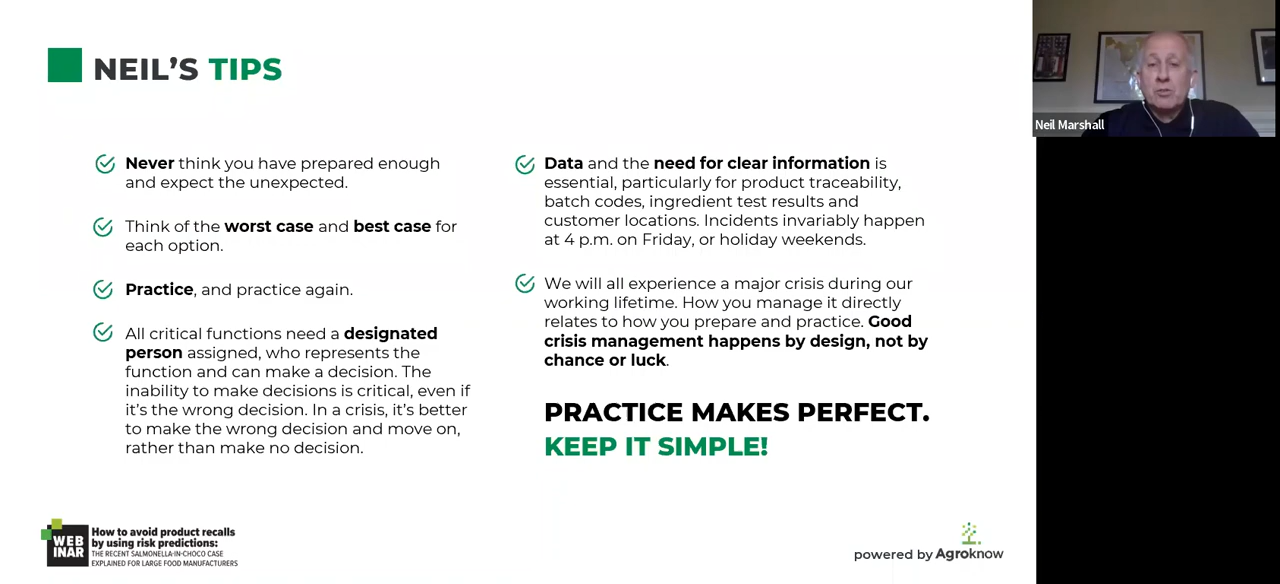 NEIL'S TIPS
Never think you have prepared enough
and expect the unexpected.
Think of the worst case and best case for
each option.
Practice, and practice again.
All critical functions need a designated
person assigned, who represents the
function and can make a decision. The
inability to make decisions is critical, even if
it's the wrong decision. In a crisis, it's better
to make the wrong decision and move on,
rather than make no decision.
Data and the need for clear information is
essential, particularly for product traceability,
batch codes, ingredient test results and
customer locations. Incidents invariably happen
at 4 p.m. on Friday, or holiday weekends.
We will all experience a major crisis during our
working lifetime. How you manage it directly
relates to how you prepare and practice. Good
crisis management happens by design, not by
chance or luck.
PRACTICE MAKES PERFECT.
KEEP IT SIMPLE!
WEB
INAR
How to avoid product recalls
by using risk predictions:
THE RECENT SALMONELLA-IN-CHOCO CASE
EXPLAINED FOR LARGE FOOD MANUFACTURERS
powered by Agroknow
Neil Marshall